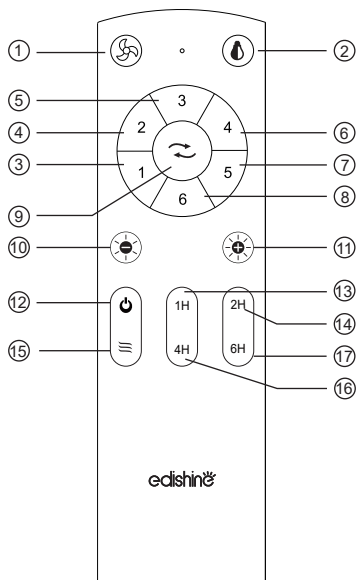 ① ②
⑤ 3
④ 2 4 ⑥
③ 1 5 ⑦
6 ⑧
⑨
⑩ ⑪
⑫ 1H 2H ⑬
⑭
⑮ 4H 6H ⑰
⑯
edishine